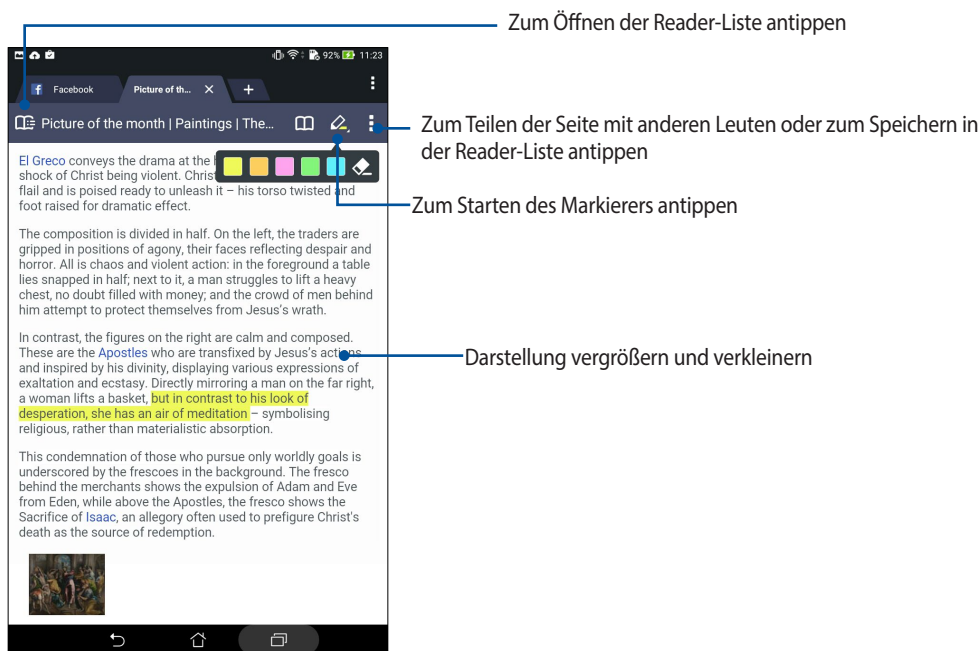 Zum Öffnen der Reader-Liste antippen
92% 11:23
Facebook Picture of th...
Picture of the month | Paintings | The...
Zum Teilen der Seite mit anderen Leuten oder zum Speichern in
der Reader-Liste antippen
El Greco conveys the drama at the
shock of Christ being violent. Christ
flail and is poised ready to unleash it – his torso twisted and
foot raised for dramatic effect.
Zum Starten des Markierers antippen
The composition is divided in half. On the left, the traders are
gripped in positions of agony, their faces reflecting despair and
horror. All is chaos and violent action: in the foreground a table
lies snapped in half; next to it, a man struggles to lift a heavy
chest, no doubt filled with money; and the crowd of men behind
him attempt to protect themselves from Jesus's wrath.
In contrast, the figures on the right are calm and composed.
These are the Apostles who are transfixed by Jesus's actions
and inspired by his divinity, displaying various expressions of
exaltation and ecstasy. Directly mirroring a man on the far right,
a woman lifts a basket, but in contrast to his look of
desperation, she has an air of meditation – symbolising
religious, rather than materialistic absorption.
Darstellung vergrößern und verkleinern
This condemnation of those who pursue only worldly goals is
underscored by the frescoes in the background. The fresco
behind the merchants shows the expulsion of Adam and Eve
from Eden, while above the Apostles, the fresco shows the
Sacrifice of Isaac, an allegory often used to prefigure Christ's
death as the source of redemption.